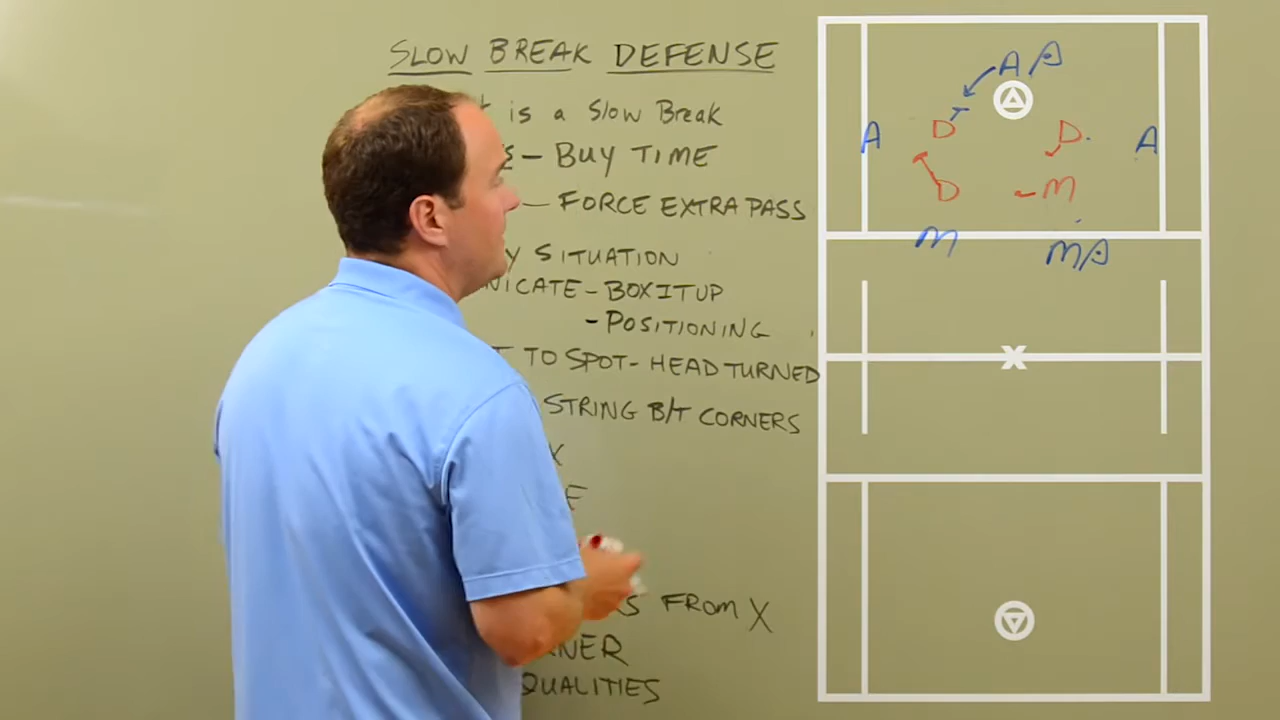 SLOW BREAK DEFENSE
is a Slow Break
– BUY TIME
– FORCE EXTRA PASS
SITUATION
– BOX IT UP
- POSITIONING
TO SPOT - HEAD TURNED
STRING B/T CORNERS
FROM X
QUALITIES
A A
A D D A
D M
M M A
X